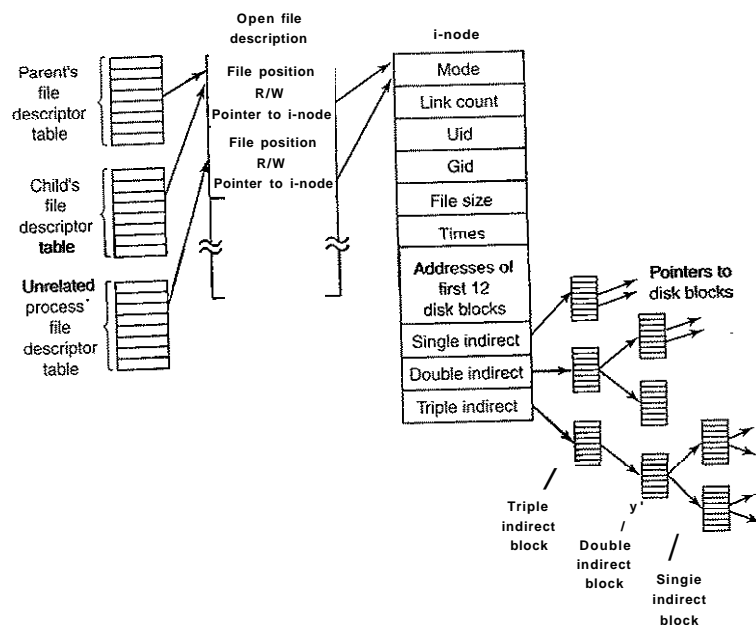 Open file
description
i-node
Parent's
file
descriptor
table
File position
R/W
Pointer to i-node
File position
R/W
Pointer to i-node
Child's
file
descriptor
table
Unrelated
process'
file
descriptor
table
Mode
Link count
Uid
Gid
File size
Times
Addresses of
first 12
disk blocks
Single indirect
Double indirect
Triple indirect
Pointers to
disk blocks
Triple
indirect
block
y'
Double
indirect
block
Singie
indirect
block